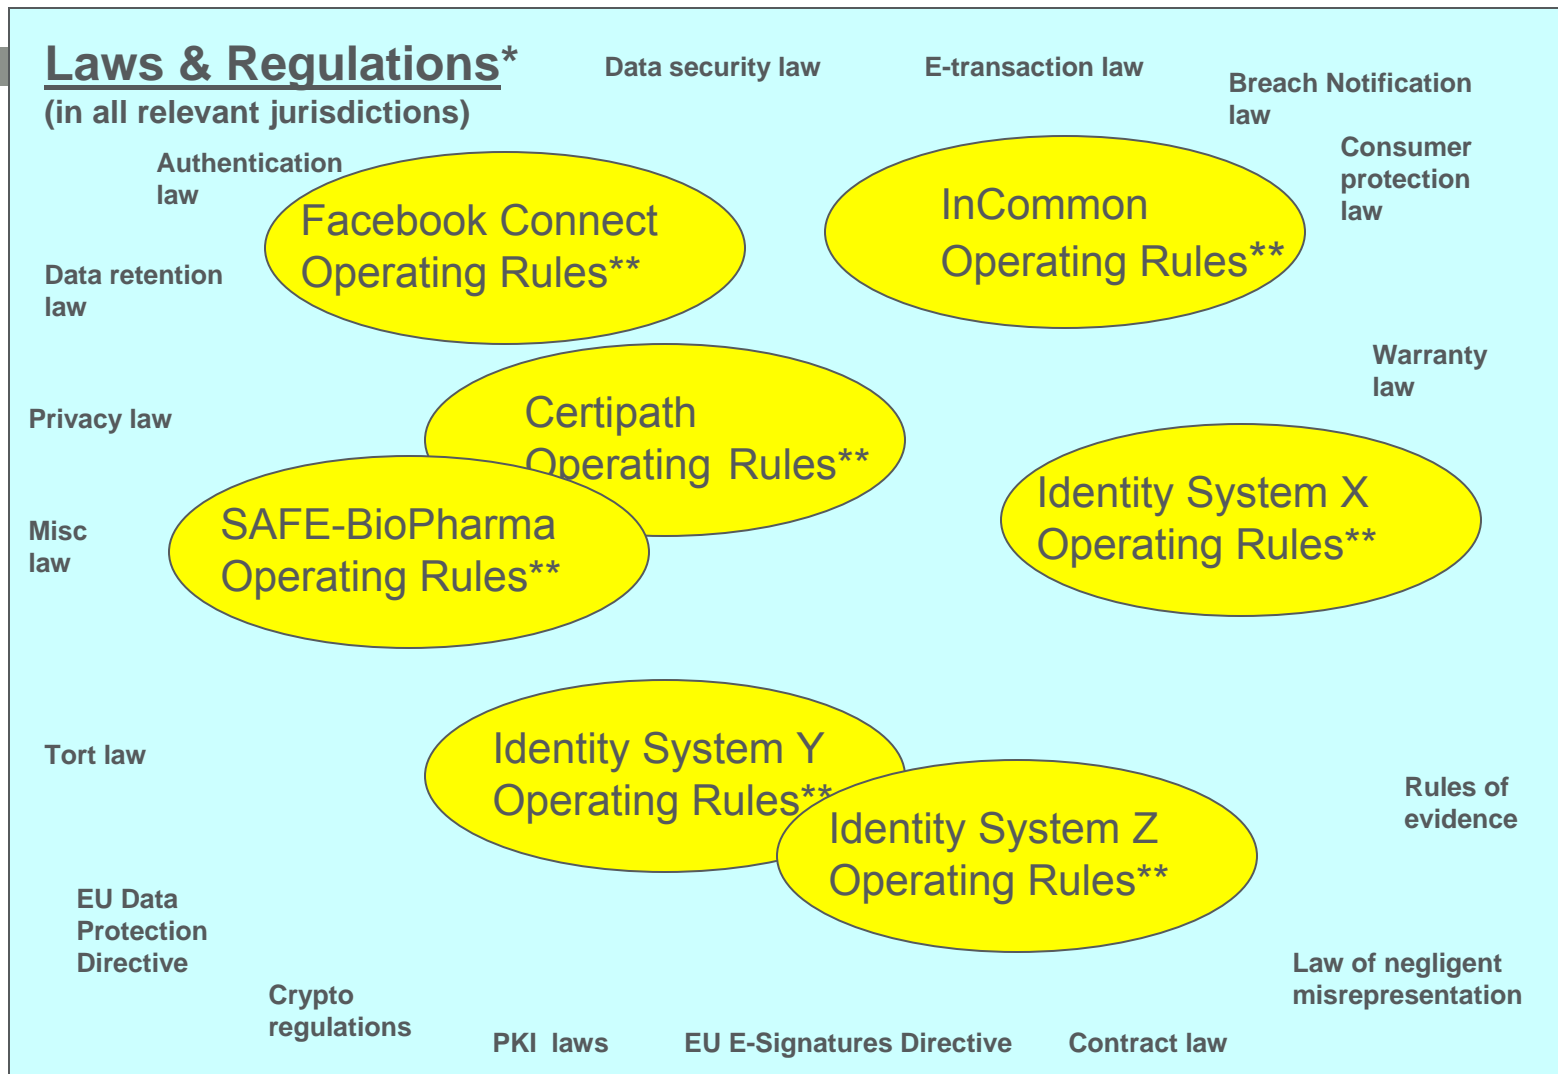 Laws & Regulations*
(in all relevant jurisdictions)
Data security law
E-transaction law
Breach Notification
law
Consumer
protection
law
Authentication
law
Facebook Connect
Operating Rules**
InCommon
Operating Rules**
Data retention
law
Warranty
law
Privacy law
Certipath
Operating Rules**
Identity System X
Operating Rules**
Misc
law
SAFE-BioPharma
Operating Rules**
Tort law
Identity System Y
Operating Rules**
Identity System Z
Operating Rules**
Rules of
evidence
EU Data
Protection
Directive
Law of negligent
misrepresentation
Crypto
regulations
PKI laws
EU E-Signatures Directive
Contract law